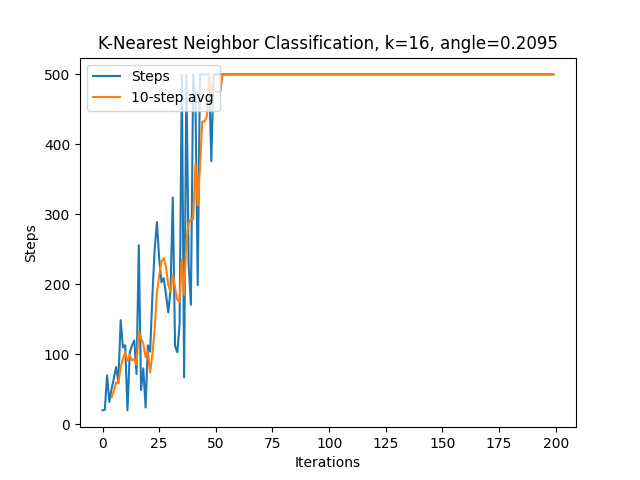 K-Nearest Neighbor Classification, k=16, angle=0.2095
Steps
10-step avg
500
400
300
200
100
0
Steps
0 25 50 75 100 125 150 175 200
Iterations